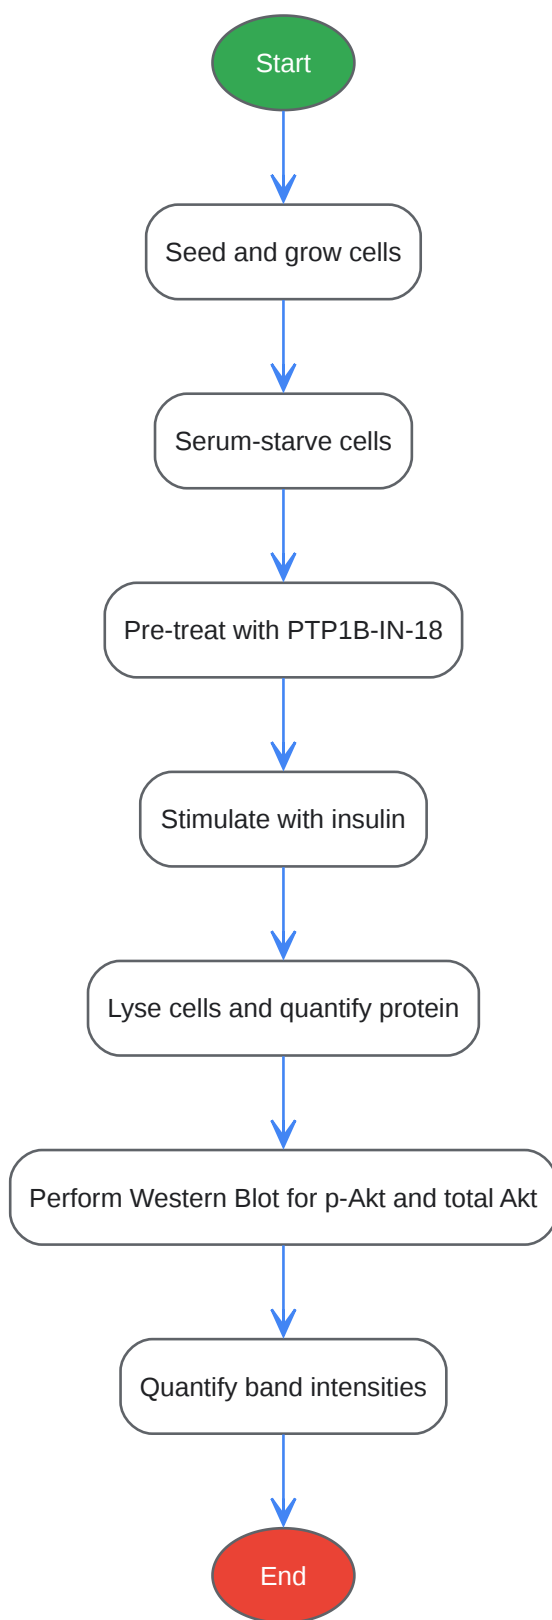 Start
Seed and grow cells
Serum-starve cells
Pre-treat with PTP1B-IN-18
Stimulate with insulin
Lyse cells and quantify protein
Perform Western Blot for p-Akt and total Akt
Quantify band intensities
End